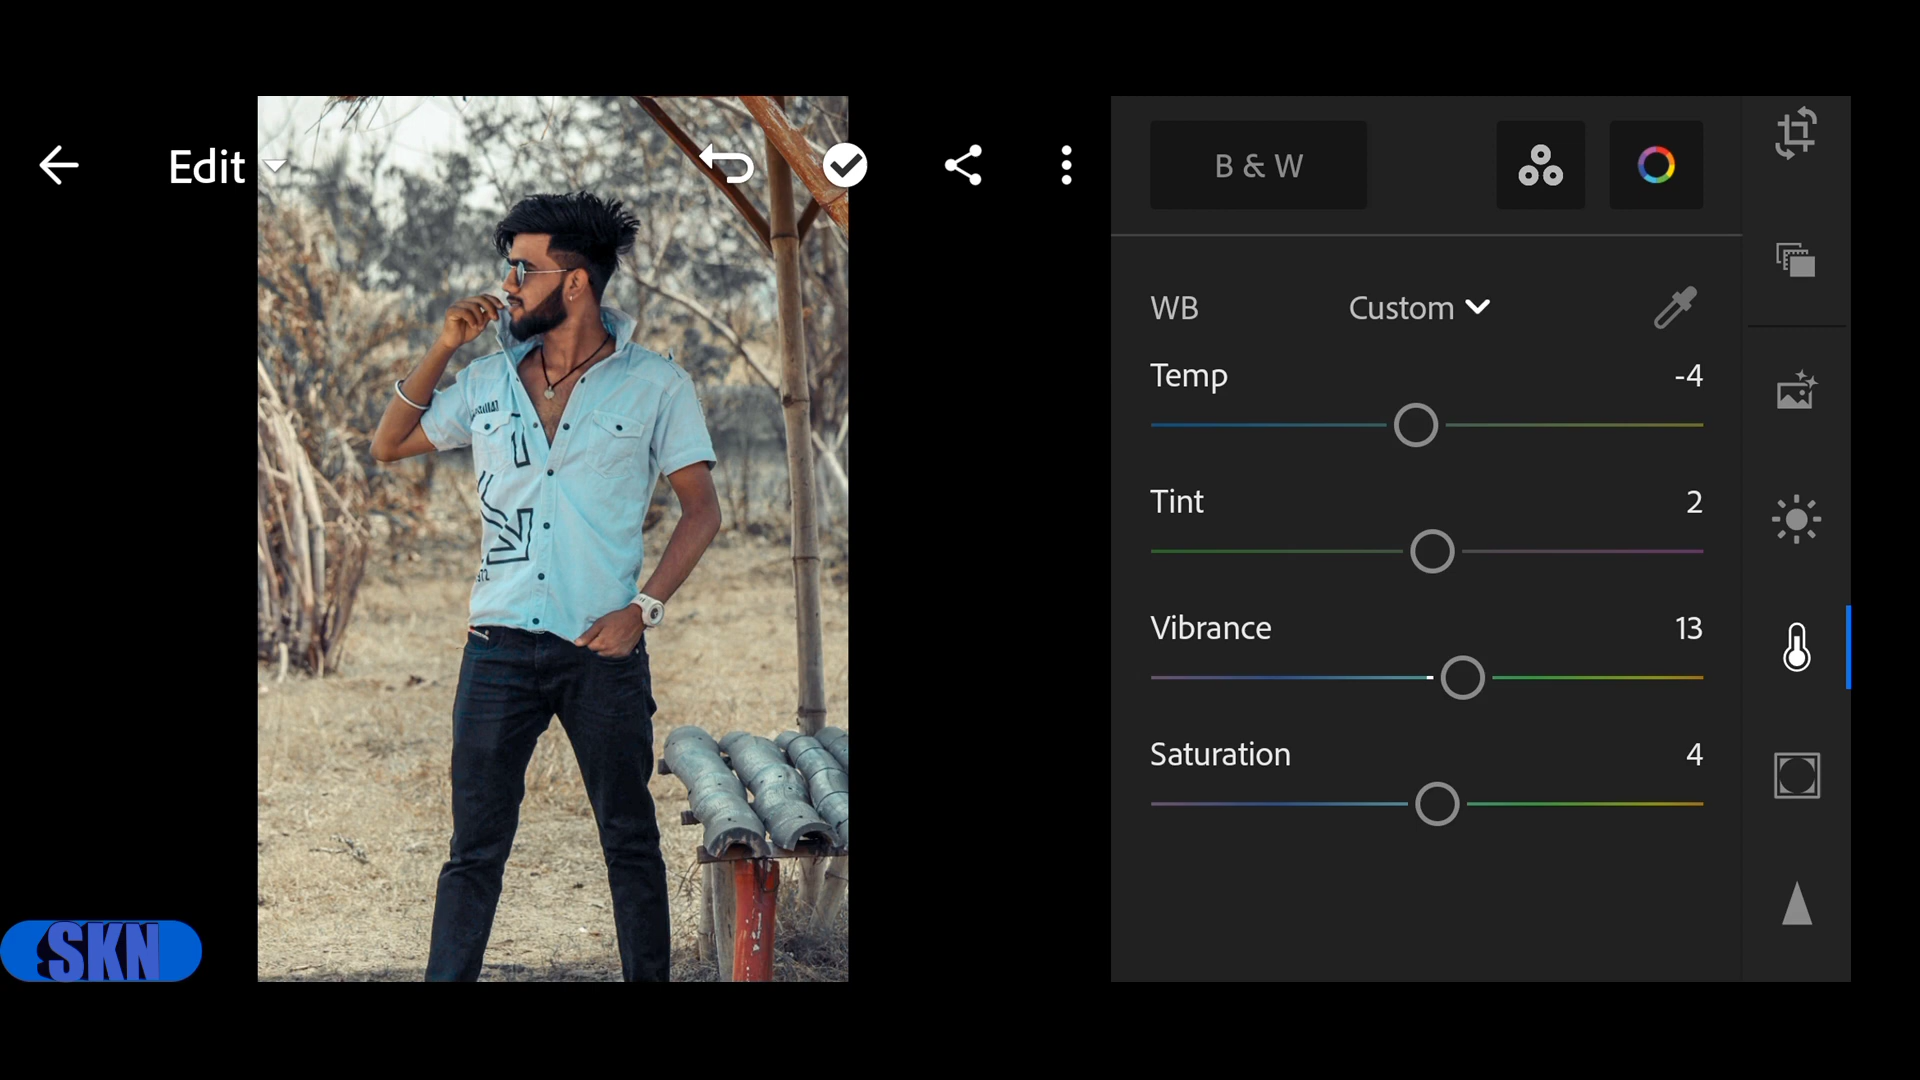 Edit
B & W
WB
Custom
Temp
-4
Tint
2
Vibrance
13
Saturation
4
SKN